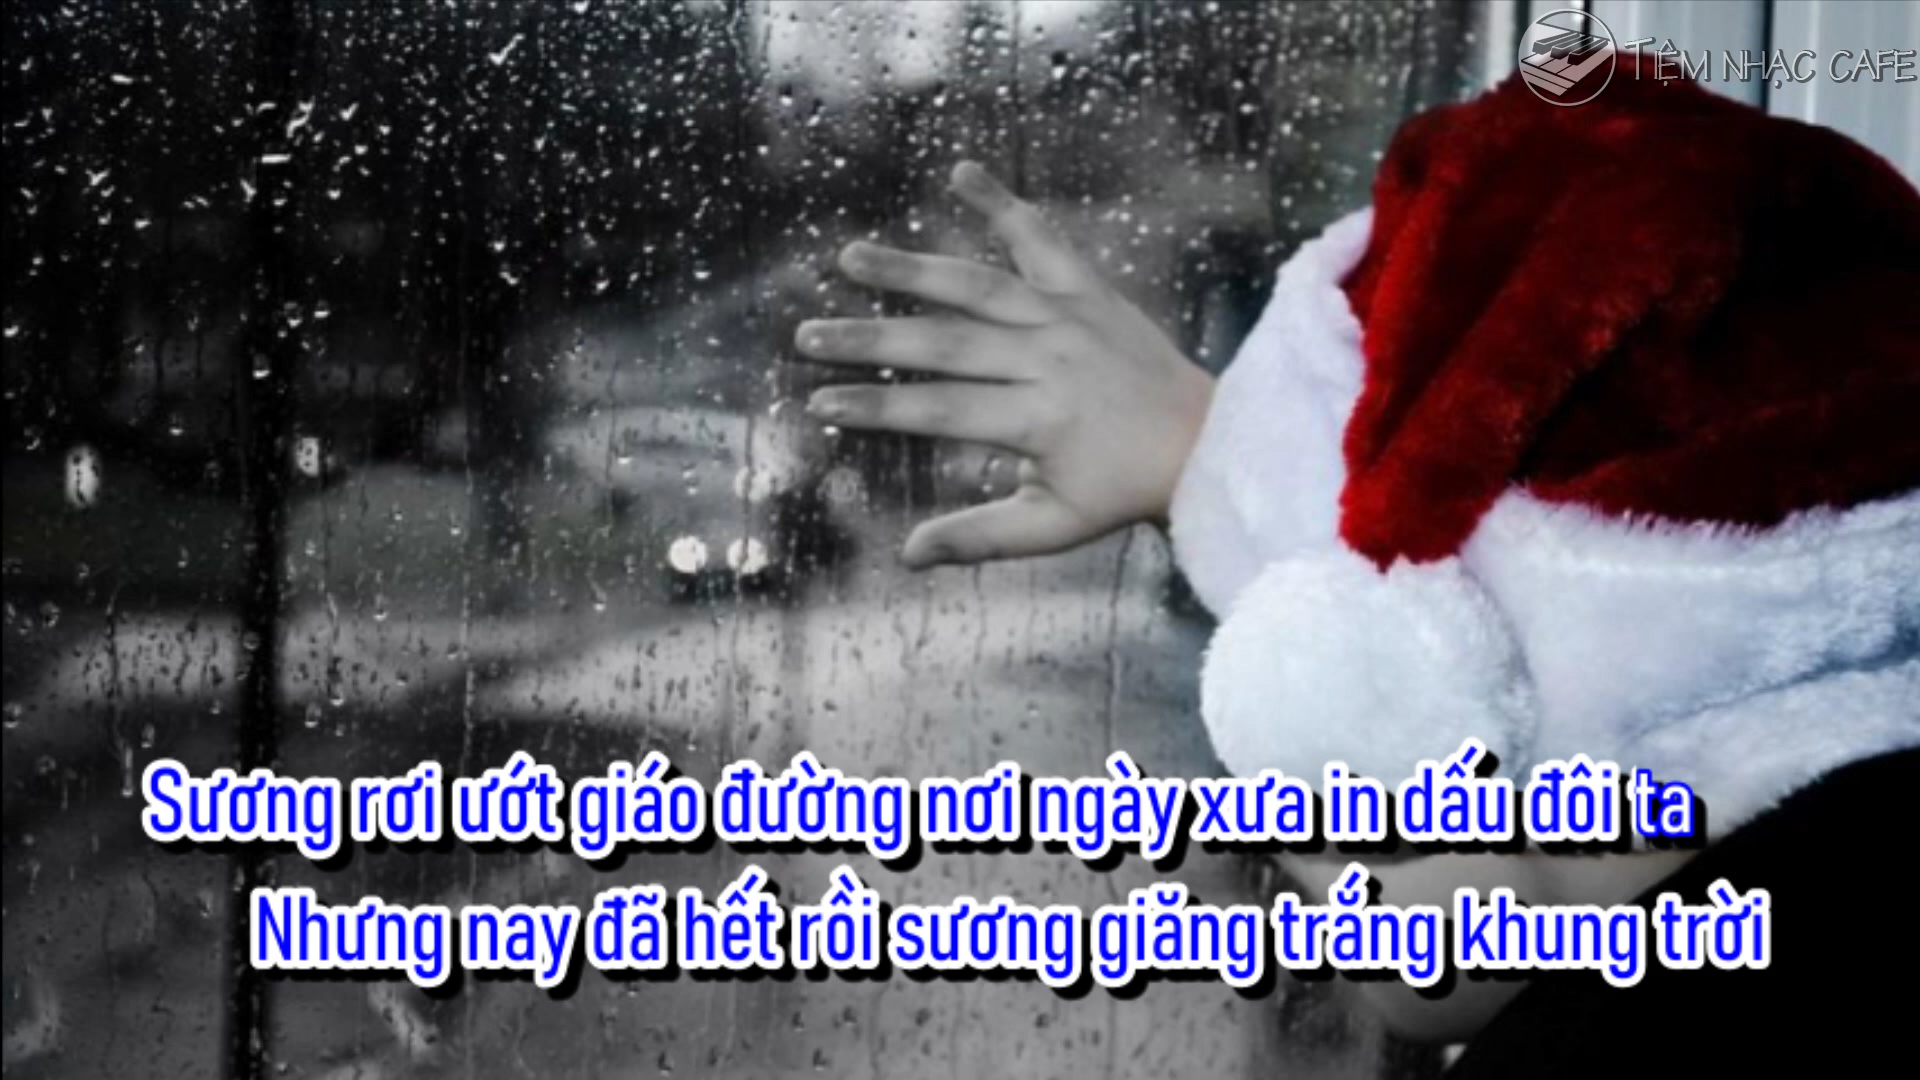 TIỆM NHẠC CAFE
Sương rơi ướt giáo đường nơi ngày xưa in dấu đôi ta
Nhưng nay đã hết rồi sương giăng trắng khung trời